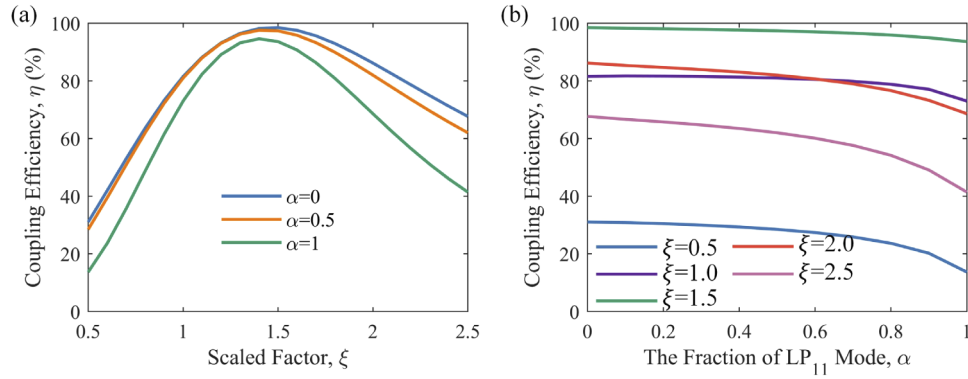 (a)
Coupling Efficiency, η (%)
100
80
60
40
20
0
α=0
α=0.5
α=1
0.5
1
1.5
2
2.5
Scaled Factor, ξ
(b)
Coupling Efficiency, η (%)
100
80
60
40
20
0
ξ=0.5
ξ=2.0
ξ=1.0
ξ=2.5
ξ=1.5
0
0.2
0.4
0.6
0.8
1
The Fraction of LP₁₁ Mode, α